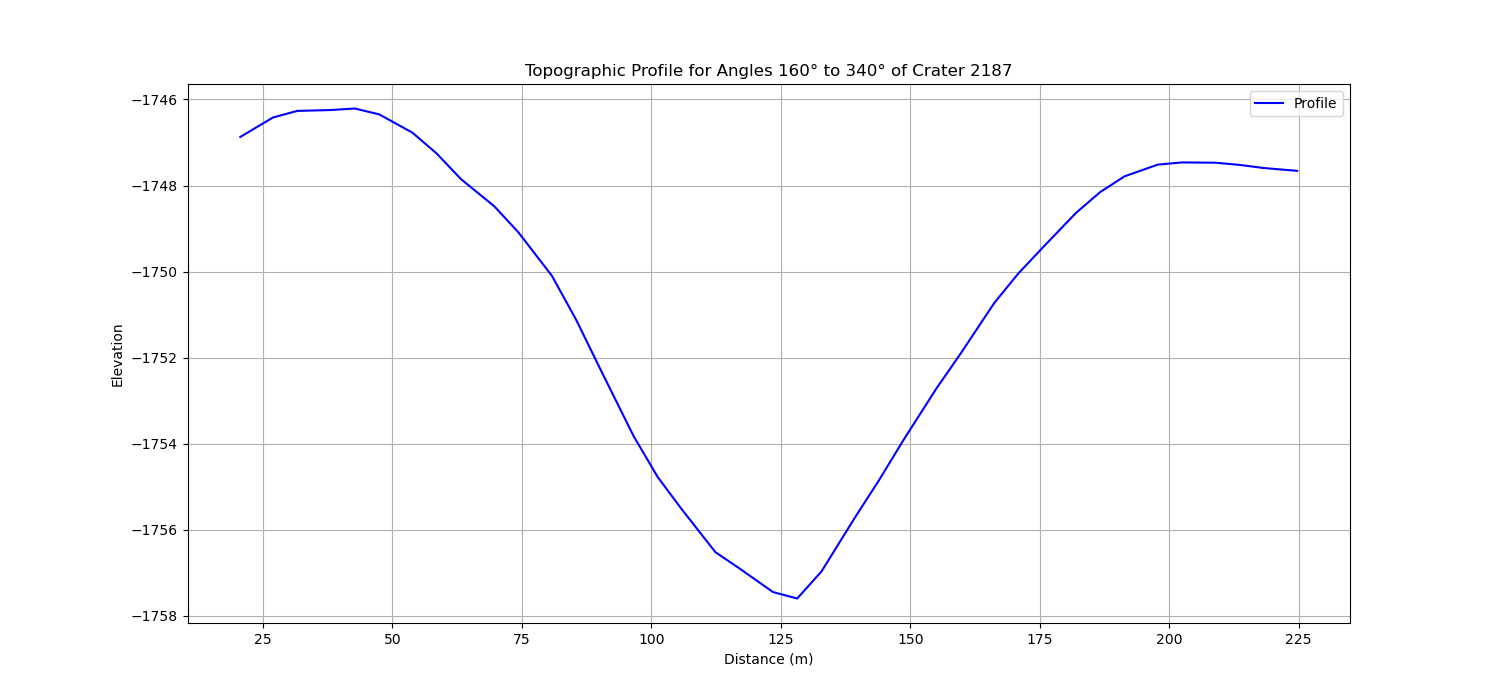 Topographic Profile for Angles 160° to 340° of Crater 2187
Profile
Elevation
−1746
−1748
−1750
−1752
−1754
−1756
−1758
25 50 75 100 125 150 175 200 225
Distance (m)